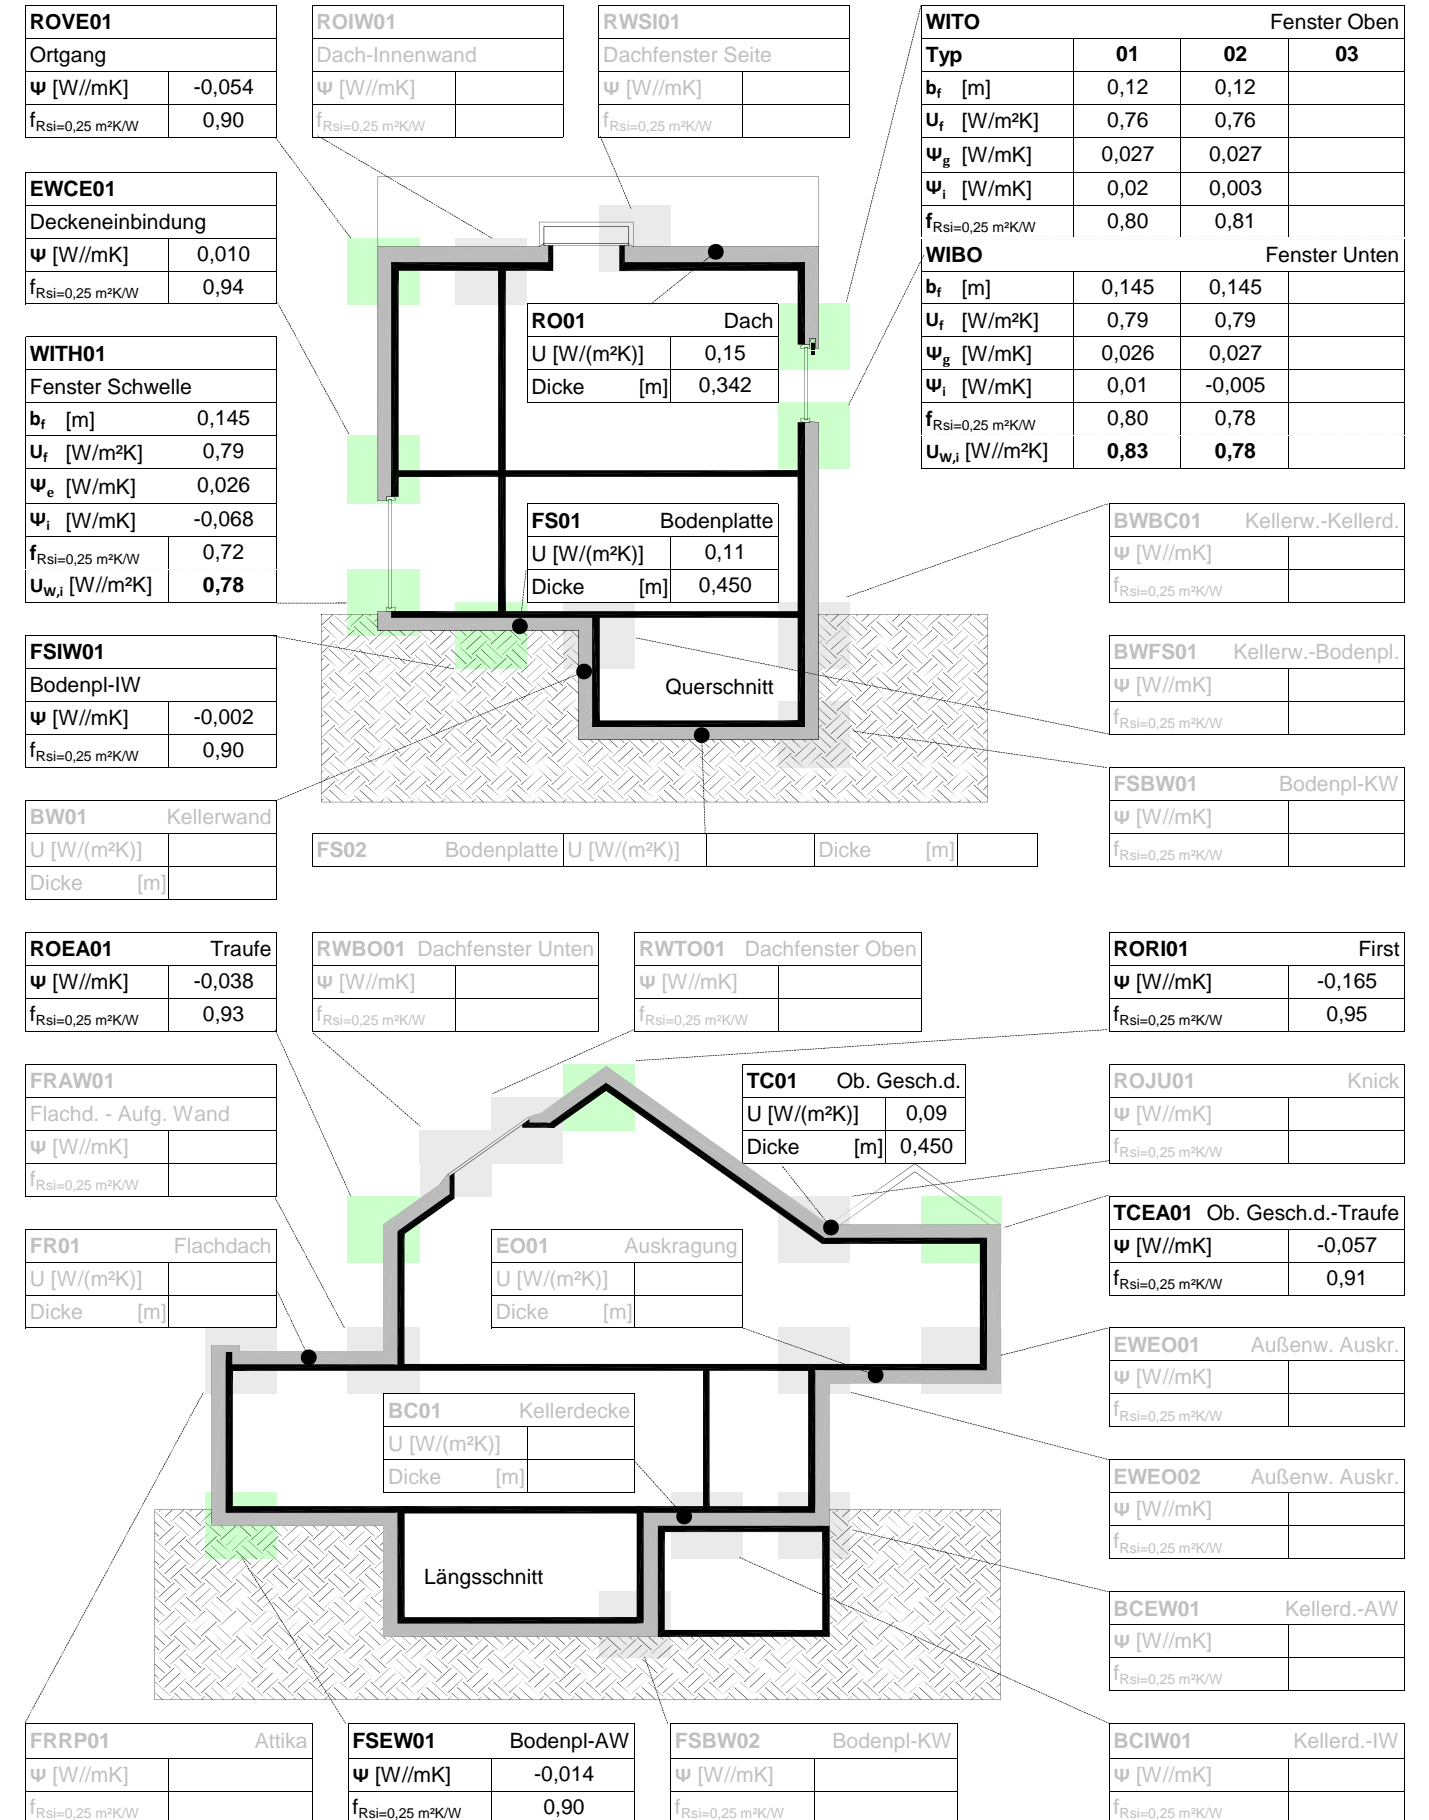 ROVE01
Ortgang
Ψ [W//mK] -0,054
fRsi=0,25 m²K/W 0,90
ROIW01
Dach-Innenwand
Ψ [W//mK]
fRsi=0,25 m²K/W
RWSI01
Dachfenster Seite
Ψ [W//mK]
fRsi=0,25 m²K/W
WITO Fenster Oben
Typ 01 02 03
bf [m] 0,12 0,12
Uf [W/m²K] 0,76 0,76
Ψg [W/mK] 0,027 0,027
Ψi [W/mK] 0,02 0,003
fRsi=0,25 m²K/W 0,80 0,81
WIBO Fenster Unten
bf [m] 0,145 0,145
Uf [W/m²K] 0,79 0,79
Ψg [W/mK] 0,026 0,027
Ψi [W/mK] 0,01 -0,005
fRsi=0,25 m²K/W 0,80 0,78
UW,i [W//m²K] 0,83 0,78
EWCE01
Deckeneinbindung
Ψ [W//mK] 0,010
fRsi=0,25 m²K/W 0,94
RO01 Dach
U [W/(m²K)] 0,15
Dicke [m] 0,342
WITH01
Fenster Schwelle
bf [m] 0,145
Uf [W/m²K] 0,79
Ψe [W/mK] 0,026
Ψi [W/mK] -0,068
fRsi=0,25 m²K/W 0,72
UW,i [W//m²K] 0,78
FS01 Bodenplatte
U [W/(m²K)] 0,11
Dicke [m] 0,450
BWBC01 Kellerw.-Kellerd.
Ψ [W//mK]
fRsi=0,25 m²K/W
FSIW01
Bodenpl-IW
Ψ [W//mK] -0,002
fRsi=0,25 m²K/W 0,90
Querschnitt
BWFS01 Kellerw.-Bodenpl.
Ψ [W//mK]
fRsi=0,25 m²K/W
FSBW01 Bodenpl-KW
Ψ [W//mK]
fRsi=0,25 m²K/W
BW01 Kellerwand
U [W/(m²K)]
Dicke [m]
FS02 Bodenplatte U [W/(m²K)] Dicke [m]
ROEA01 Traufe
Ψ [W//mK] -0,038
fRsi=0,25 m²K/W 0,93
RWBO01 Dachfenster Unten
Ψ [W//mK]
fRsi=0,25 m²K/W
RWTO01 Dachfenster Oben
Ψ [W//mK]
fRsi=0,25 m²K/W
RORI01 First
Ψ [W//mK] -0,165
fRsi=0,25 m²K/W 0,95
FRAW01
Flachd. - Aufg. Wand
Ψ [W//mK]
fRsi=0,25 m²K/W
TC01 Ob. Gesch.d.
U [W/(m²K)] 0,09
Dicke [m] 0,450
ROJU01 Knick
Ψ [W//mK]
fRsi=0,25 m²K/W
FR01 Flachdach
U [W/(m²K)]
Dicke [m]
EO01 Auskragung
U [W/(m²K)]
Dicke [m]
TCEA01 Ob. Gesch.d.-Traufe
Ψ [W//mK] -0,057
fRsi=0,25 m²K/W 0,91
EWEO01 Außenw. Auskr.
Ψ [W//mK]
fRsi=0,25 m²K/W
BC01 Kellerdecke
U [W/(m²K)]
Dicke [m]
EWEO02 Außenw. Auskr.
Ψ [W//mK]
fRsi=0,25 m²K/W
Längsschnitt
BCEW01 Kellerd.-AW
Ψ [W//mK]
fRsi=0,25 m²K/W
FRRP01 Attika
Ψ [W//mK]
fRsi=0,25 m²K/W
FSEW01 Bodenpl-AW
Ψ [W//mK] -0,014
fRsi=0,25 m²K/W 0,90
FSBW02 Bodenpl-KW
Ψ [W//mK]
fRsi=0,25 m²K/W
BCIW01 Kellerd.-IW
Ψ [W//mK]
fRsi=0,25 m²K/W